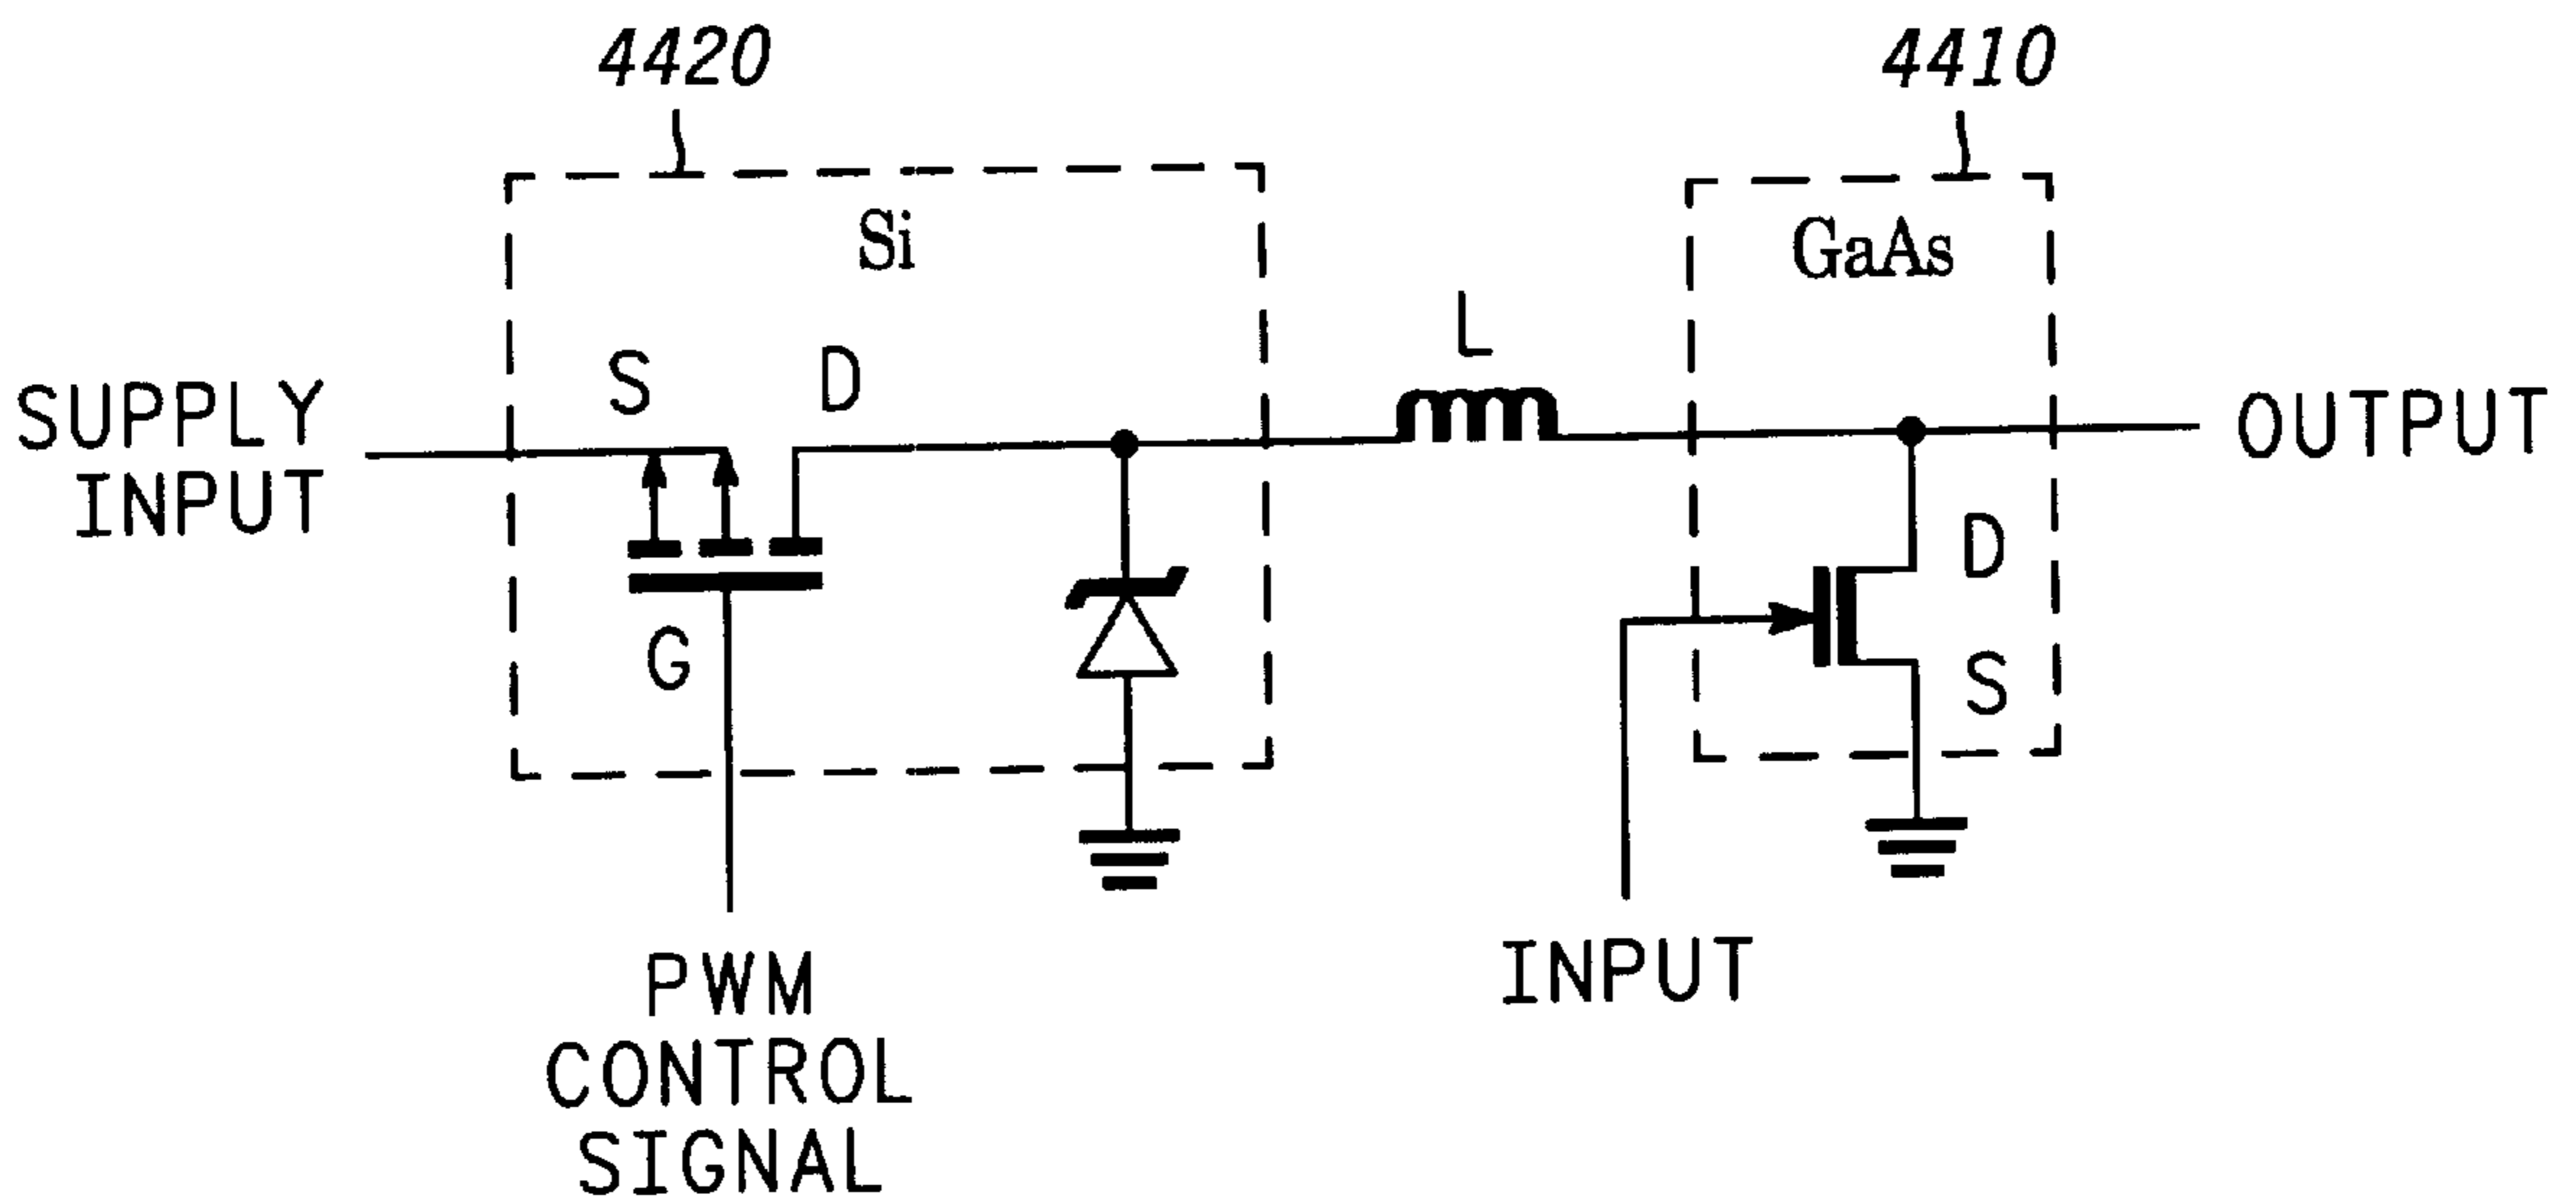 4420
4410
Si
GaAs
L
S
D
SUPPLY
INPUT
OUTPUT
D
G
S
INPUT
PWM
CONTROL
SIGNAL